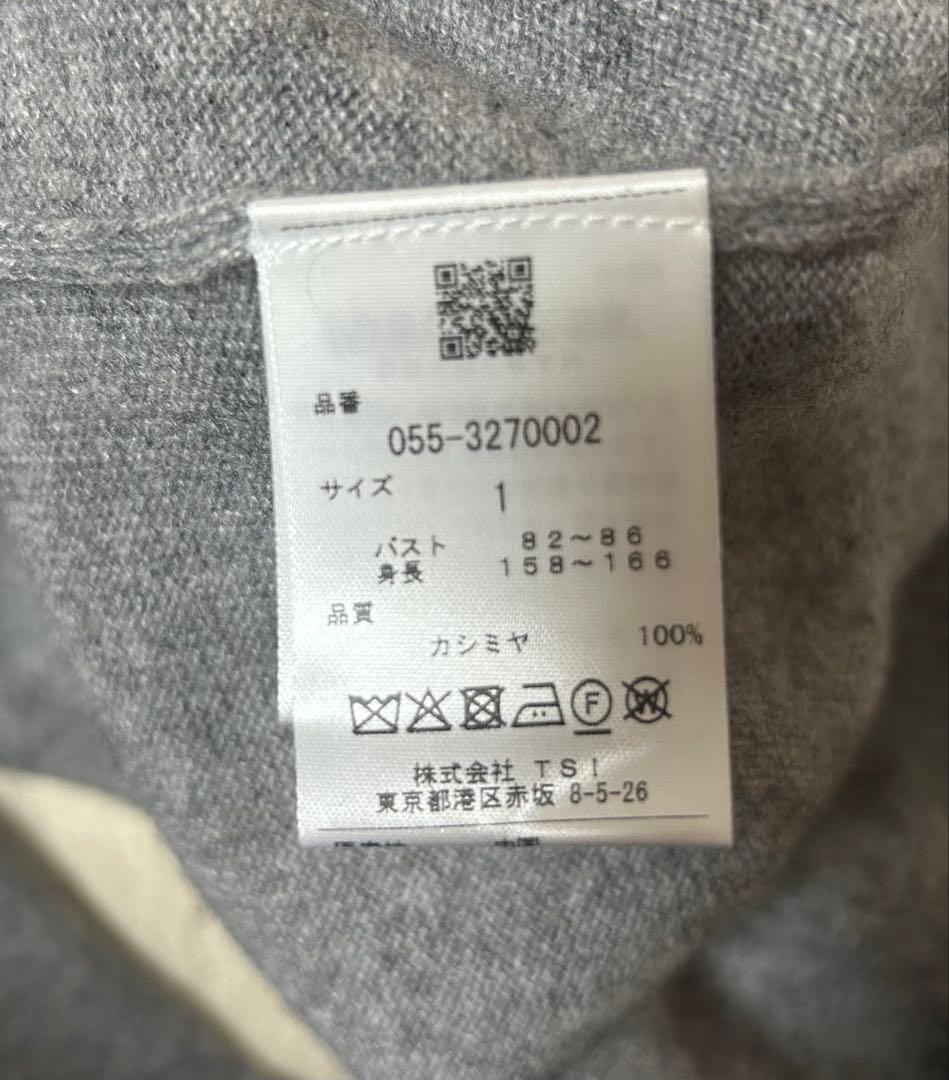 品番
055-3270002
サイズ 1
バスト 82～86
身長 158～166
品質
カシミヤ 100%
F W
株式会社 TSI
東京都港区赤坂 8-5-26